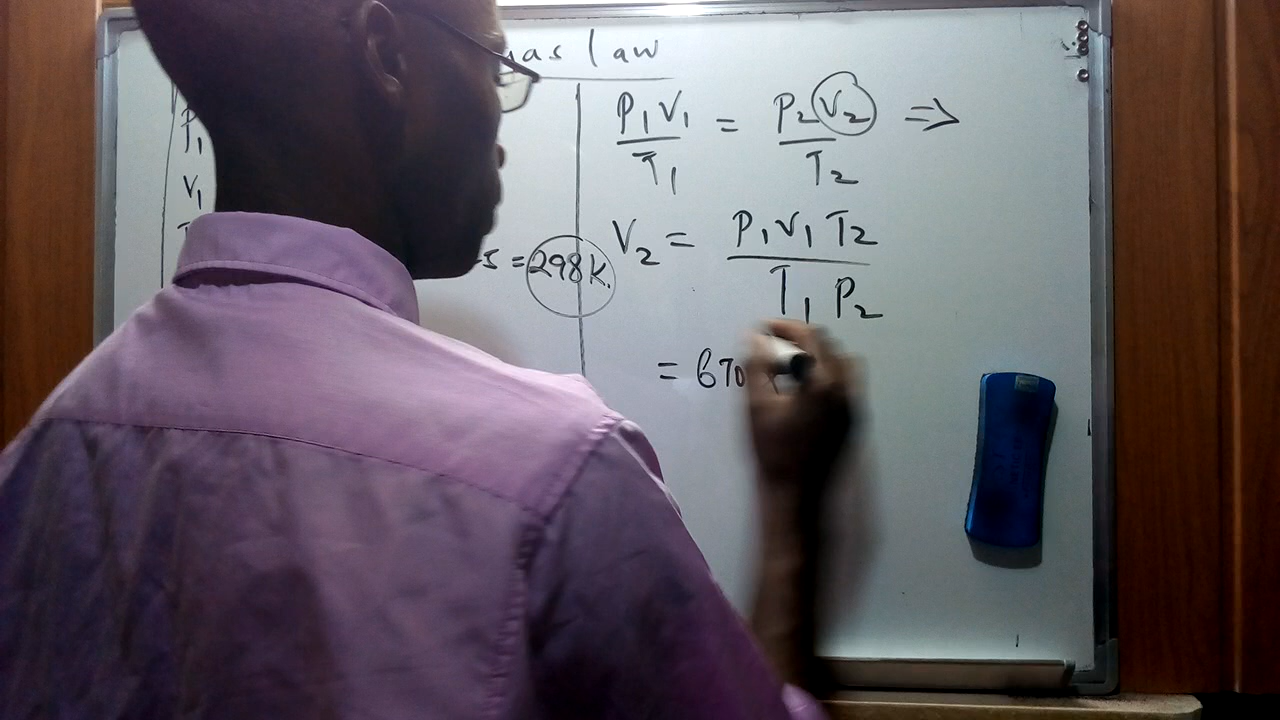 gas law
P1
V1
= 298K.
P1V1 / T1 = P2V2 / T2 ⇒
V2 = P1V1T2 / T1P2
= 670